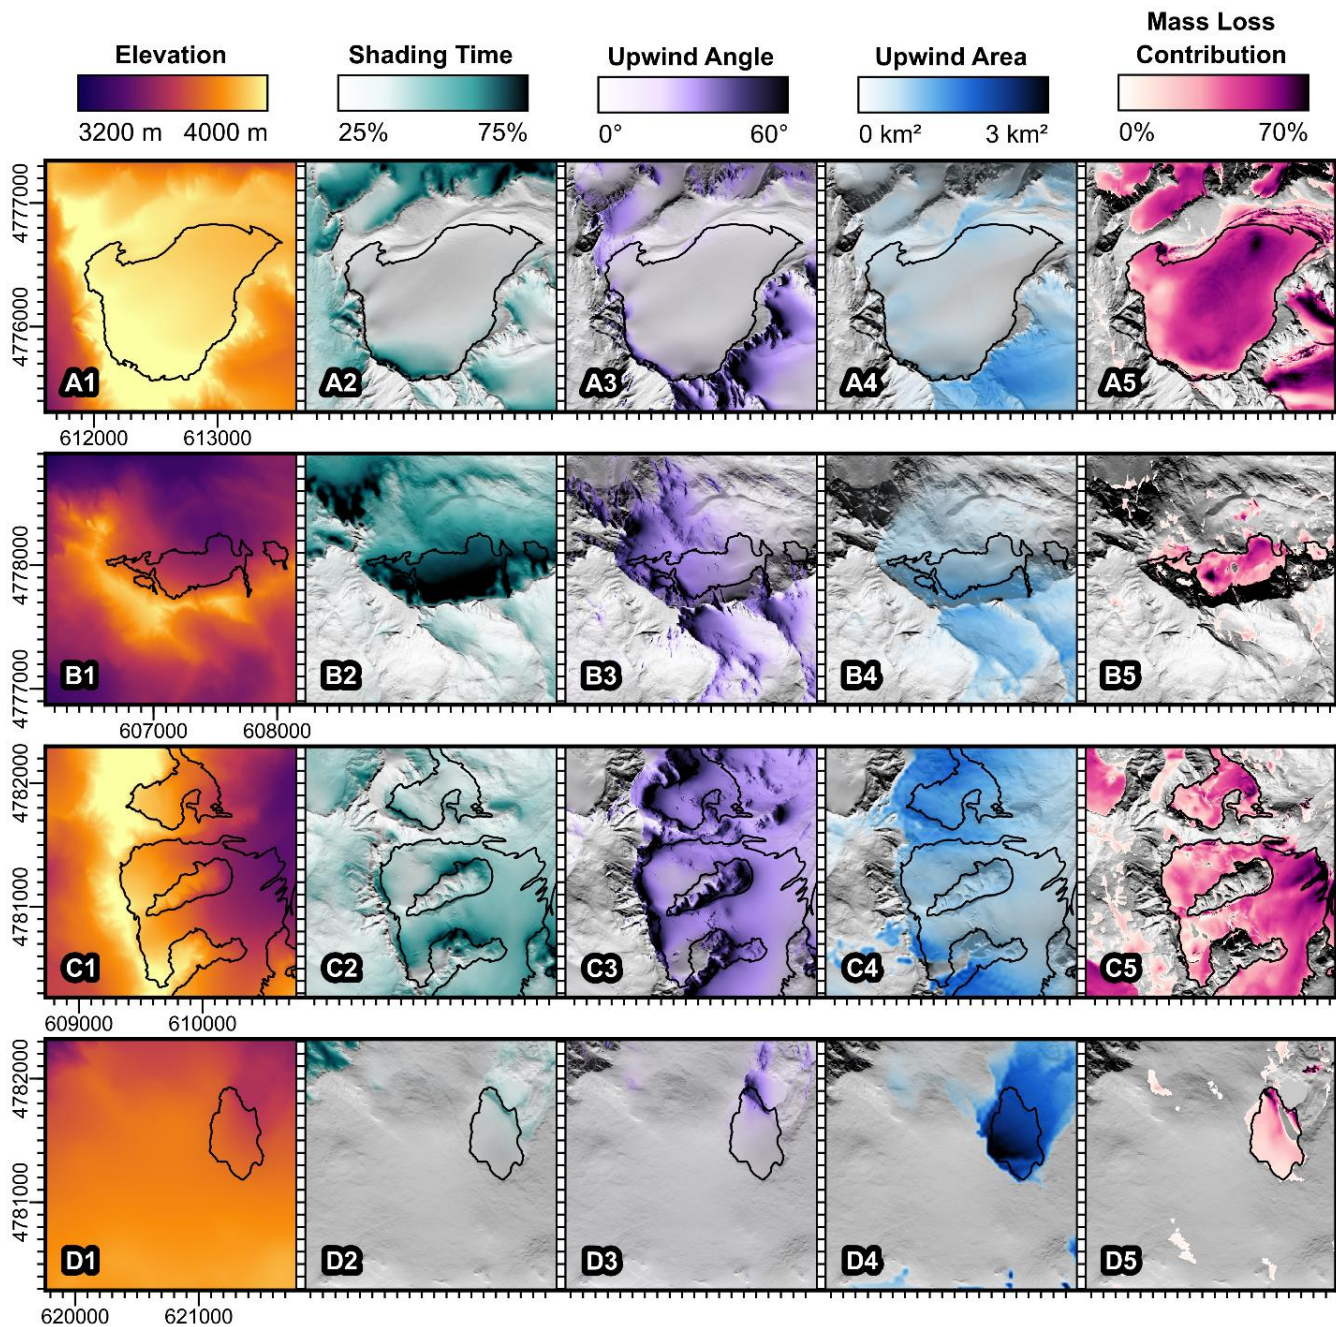 Elevation
3200 m 4000 m
Shading Time
25% 75%
Upwind Angle
0° 60°
Upwind Area
0 km² 3 km²
Mass Loss
Contribution
0% 70%
4777000
4776000
A1
A2
A3
A4
A5
612000 613000
4778000
4777000
B1
B2
B3
B4
B5
607000 608000
4782000
4781000
C1
C2
C3
C4
C5
609000 610000
4782000
4781000
D1
D2
D3
D4
D5
620000 621000